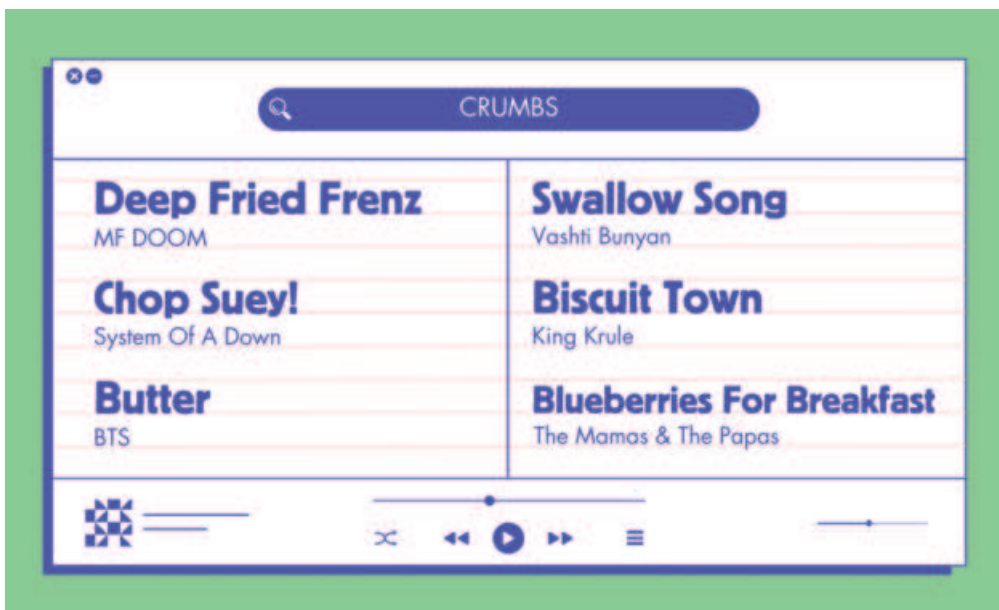 CRUMBS
Deep Fried Frenz
MF DOOM
Chop Suey!
System Of A Down
Butter
BTS
Swallow Song
Vashti Bunyan
Biscuit Town
King Krule
Blueberries For Breakfast
The Mamas & The Papas